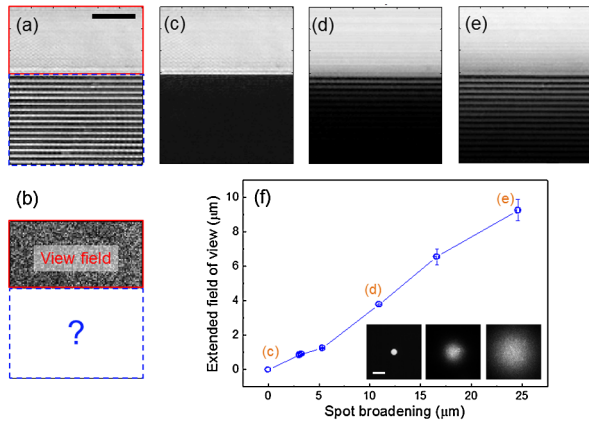 (a)
(c)
(d)
(e)
(b)
View field
?
(f)
(e)
(d)
(c)
Extended field of view (μm)
10
8
6
4
2
0
0
5
10
15
20
25
Spot broadening (μm)